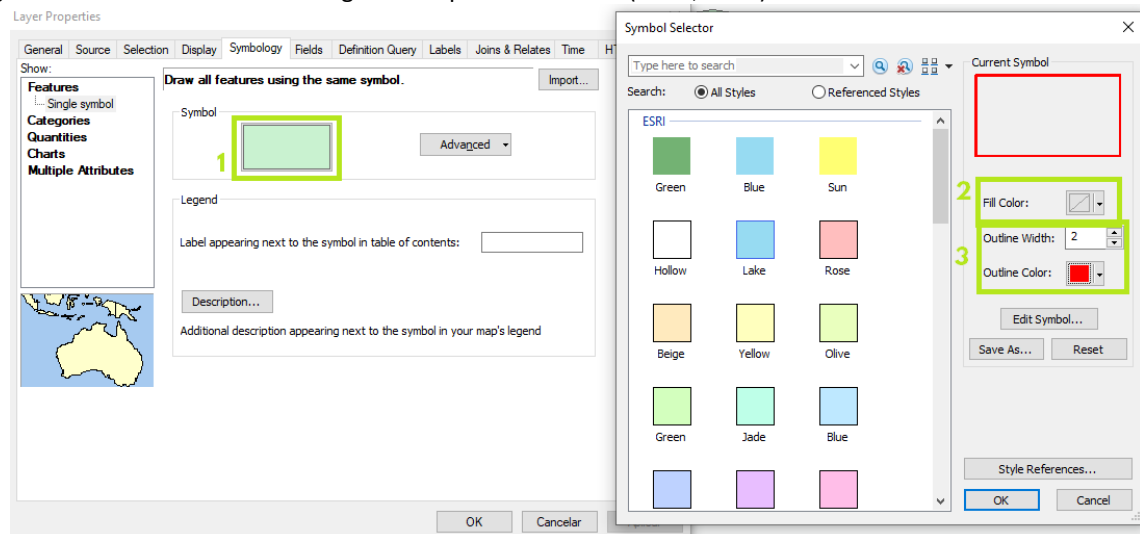 Layer Properties
General Source Selection Display Symbology Fields Definition Query Labels Joins & Relates Time
Show:
Features
Single symbol
Categories
Quantities
Charts
Multiple Attributes
Draw all features using the same symbol.
Import...
Symbol
1
Advanced
Legend
Label appearing next to the symbol in table of contents:
Description...
Additional description appearing next to the symbol in your map's legend
OK Cancelar
Symbol Selector
Type here to search
Search: All Styles Referenced Styles
ESRI
Green Blue Sun
Hollow Lake Rose
Beige Yellow Olive
Green Jade Blue
Current Symbol
2
Fill Color:
3
Outline Width: 2
Outline Color:
Edit Symbol...
Save As... Reset
Style References...
OK Cancel